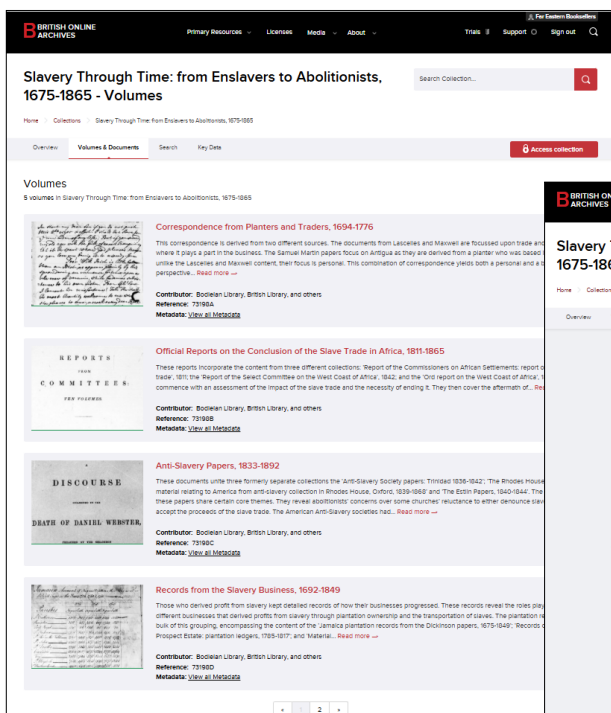 For Eastern Booksellers
BRITISH ONLINE
ARCHIVES
Primary Resources
Licenses
Media
About
Trials
Support
Sign out
Slavery Through Time: from Enslavers to Abolitionists,
1675-1865 - Volumes
Search Collection...
Home
Collections
Slavery Through Time: from Enslavers to Abolitionists, 1675-1865
Overview
Volumes & Documents
Search
Key Data
Access collection
Volumes
5 volumes in Slavery Through Time: from Enslavers to Abolitionists, 1675-1865
Correspondence from Planters and Traders, 1694-1776
This correspondence is derived from two different sources. The documents from Lascelles and Maxwell are focussed upon trade and
where it plays a part in the business. The Samuel Martin papers focus on Antigua as they are derived from a planter who was based
unlike the Lascelles and Maxwell content, their focus is personal. This combination of correspondence yields both a personal and a b
perspective... Read more
Contributor: Bodleian Library, British Library, and others
Reference: 73198A
Metadata: View all Metadata
REPORTS
FROM
COMMITTEES:
TEN VOLUMES
Official Reports on the Conclusion of the Slave Trade in Africa, 1811-1865
These reports incorporate the content from three different collections: 'Report of the Commissioners on African Settlements: report o
trade', 1811; the 'Report of the Select Committee on the West Coast of Africa', 1842; and the 'Ord report on the West Coast of Africa', 1
commence with an assessment of the impact of the slave trade and the necessity of ending it. They then cover the aftermath of... Rea
Contributor: Bodleian Library, British Library, and others
Reference: 73198B
Metadata: View all Metadata
DISCOURSE
DEATH OF DANIEL WEBSTER,
Anti-Slavery Papers, 1833-1892
These documents unite three formerly separate collections the 'Anti-Slavery Society papers: Trinidad 1836-1842'; 'The Rhodes House
material relating to America from anti-slavery collection in Rhodes House, Oxford, 1839-1868' and 'The Estlin Papers, 1840-1844'. The
these papers share certain core themes. They reveal abolitionists' concerns over some churches' reluctance to either denounce slav
accept the proceeds of the slave trade. The American Anti-Slavery societies had... Read more
Contributor: Bodleian Library, British Library, and others
Reference: 73198C
Metadata: View all Metadata
Records from the Slavery Business, 1692-1849
Those who derived profit from slavery kept detailed records of how their businesses progressed. These records reveal the roles play
different businesses that derived profits from slavery through plantation ownership and the transportation of slaves. The plantation re
bulk of this grouping, encompassing the content of the 'Jamaica plantation records from the Dickinson papers, 1675-1849'; 'Records o
Prospect Estate: plantation ledgers, 1785-1817'; and 'Material... Read more
Contributor: Bodleian Library, British Library, and others
Reference: 73198D
Metadata: View all Metadata
1
2
BRITISH ON
ARCHIVES
Slavery
1675-186
Home
Collection
Overview